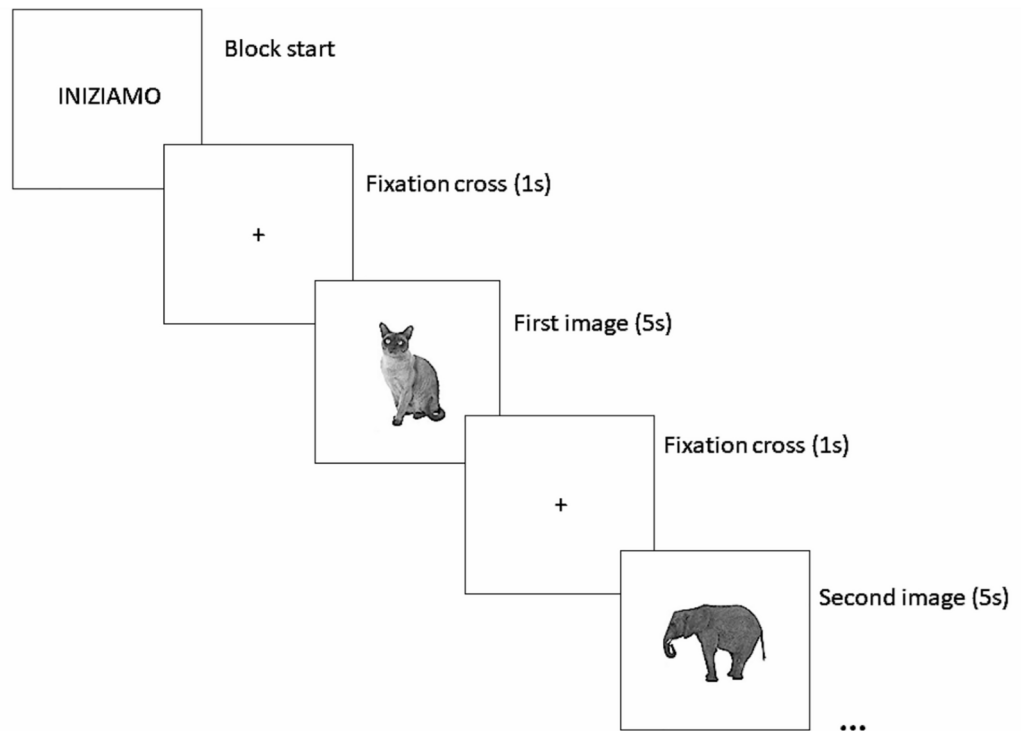 Block start
INIZIAMO
Fixation cross (1s)
+
First image (5s)
Fixation cross (1s)
+
Second image (5s)
...